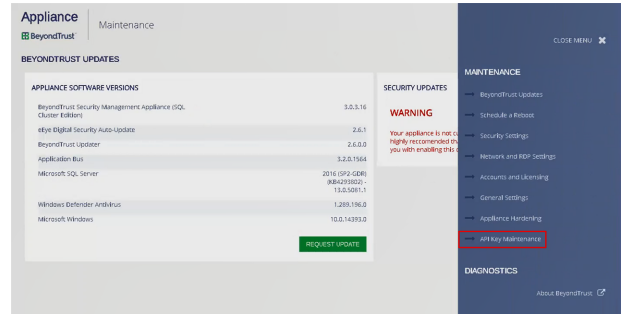 Appliance
BeyondTrust
Maintenance
BEYONDTRUST UPDATES
APPLIANCE SOFTWARE VERSIONS
BeyondTrust Security Management Appliance (SQL
Cluster Edition)
3.0.3.16
eEye Digital Security Auto-Update
2.6.1
BeyondTrust Updater
2.6.0.0
Application Bus
3.2.0.1564
Microsoft SQL Server
2016 (SP2-GDR)
(KB4293802) -
13.0.5081.1
Windows Defender Antivirus
1.289.196.0
Microsoft Windows
10.0.14393.0
REQUEST UPDATE
SECURITY UPDATES
WARNING
Your appliance is not
highly reccomended
you with enabling this
CLOSE MENU
MAINTENANCE
BeyondTrust Updates
Schedule a Reboot
Security Settings
Network and RDP Settings
Accounts and Licensing
General Settings
Appliance Hardening
API Key Maintenance
DIAGNOSTICS
About BeyondTrust